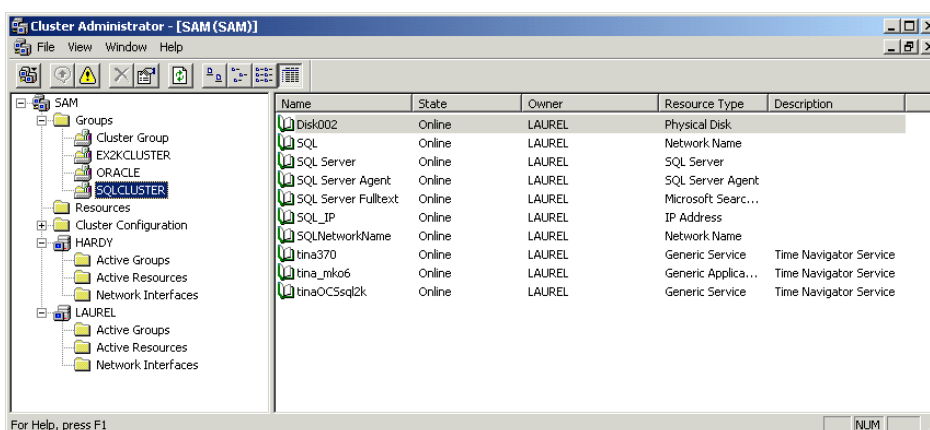 Cluster Administrator - [SAM (SAM)]
File View Window Help
SAM
Groups
Cluster Group
EX2KCLUSTER
ORACLE
SQLCLUSTER
Resources
Cluster Configuration
HARDY
Active Groups
Active Resources
Network Interfaces
LAUREL
Active Groups
Active Resources
Network Interfaces
Name State Owner Resource Type Description
Disk002 Online LAUREL Physical Disk
SQL Online LAUREL Network Name
SQL Server Online LAUREL SQL Server
SQL Server Agent Online LAUREL SQL Server Agent
SQL Server Fulltext Online LAUREL Microsoft Searc...
SQL_IP Online LAUREL IP Address
SQLNetworkName Online LAUREL Network Name
tina370 Online LAUREL Generic Service Time Navigator Service
tina_mko6 Online LAUREL Generic Applica... Time Navigator Service
tinaOCSsql2k Online LAUREL Generic Service Time Navigator Service
For Help, press F1 NUM